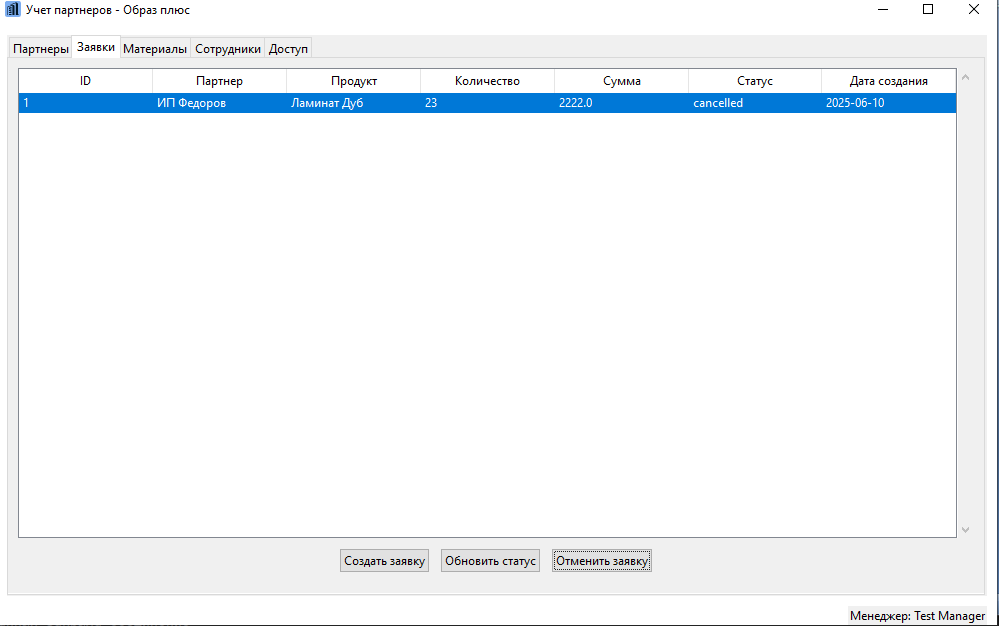 Учет партнеров - Образ плюс
Партнеры Заявки Материалы Сотрудники Доступ
ID Партнер Продукт Количество Сумма Статус Дата создания
1 ИП Федоров Ламинат Дуб 23 2222.0 cancelled 2025-06-10
Создать заявку Обновить статус Отменить заявку
Менеджер: Test Manager